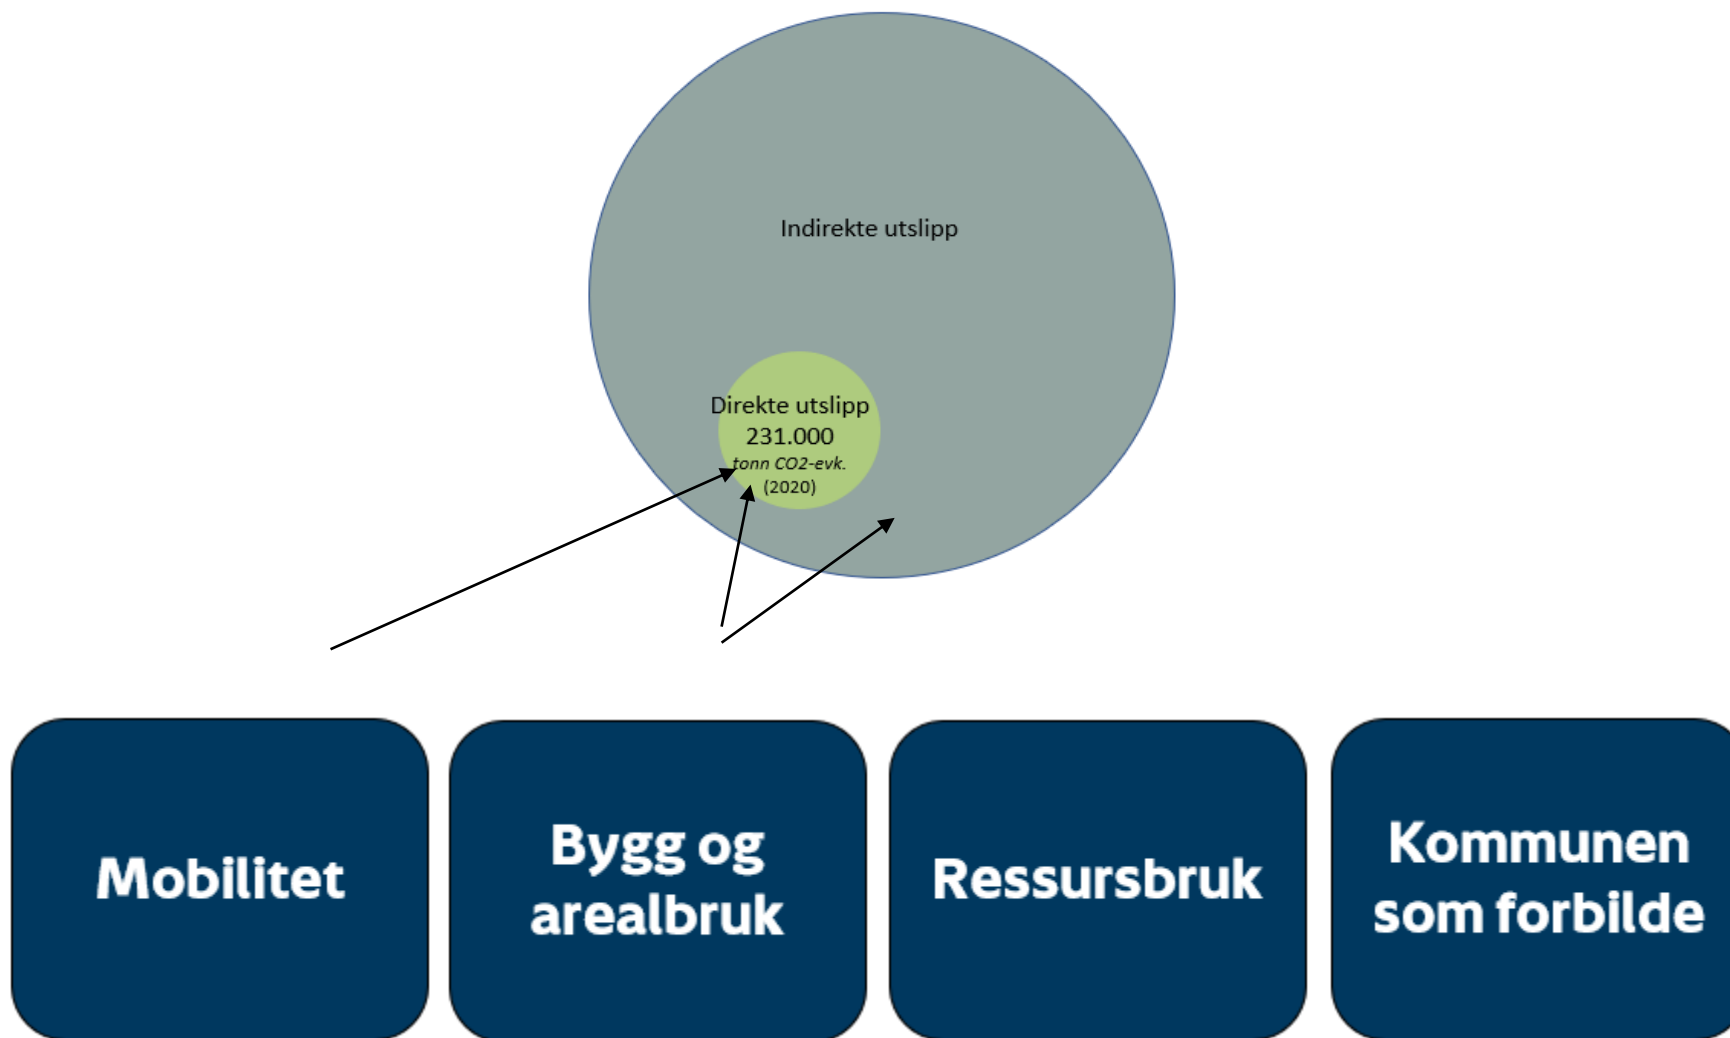 Indirekte utslipp
Direkte utslipp
231.000
tonn CO2-evk.
(2020)
Mobilitet
Bygg og
arealbruk
Ressursbruk
Kommunen
som forbilde